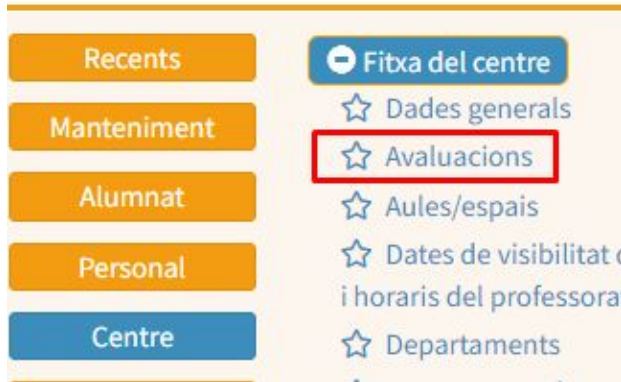 Recents
Manteniment
Alumnat
Personal
Centre
Fitxa del centre
Dades generals
Avaluacions
Aules/espais
Dates de visibilitat
i horaris del
Departaments